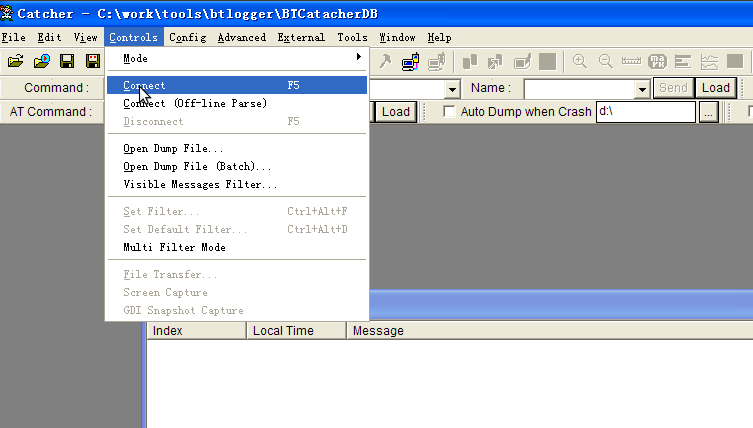 Catcher - C:\work\tools\btlogger\BTCatacherDB
File Edit View Controls Config Advanced External Tools Window Help
Mode
Command : Name : Send Load
Connect F5
Connect (Off-line Parse)
AT Command : Load Auto Dump when Crash d:\ ...
Disconnect F5
Open Dump File...
Open Dump File (Batch)...
Visible Messages Filter...
Set Filter... Ctrl+Alt+F
Set Default Filter... Ctrl+Alt+D
Multi Filter Mode
File Transfer...
Screen Capture
GDI Snapshot Capture
Index Local Time Message